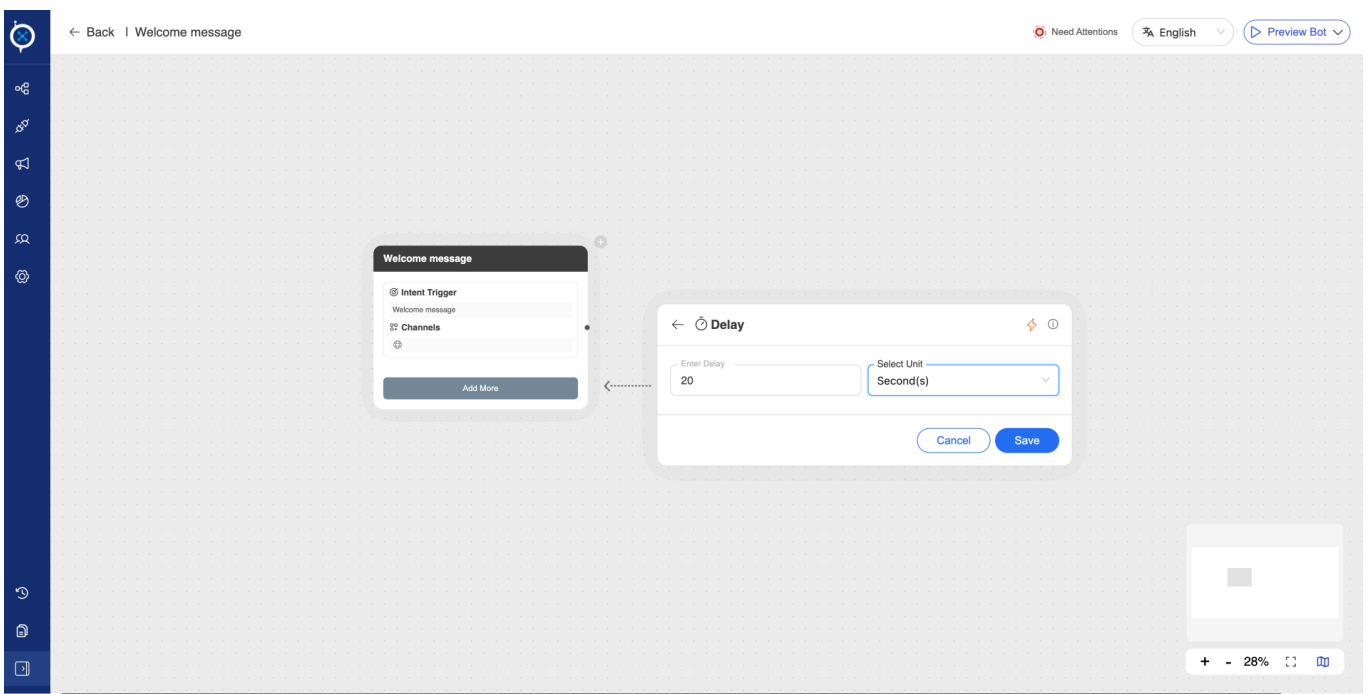 Back | Welcome message
Need Attentions
English
Preview Bot
Welcome message
Intent Trigger
Welcome message
Channels
Add More
Delay
Enter Delay
20
Select Unit
Second(s)
Cancel
Save
+ - 28%